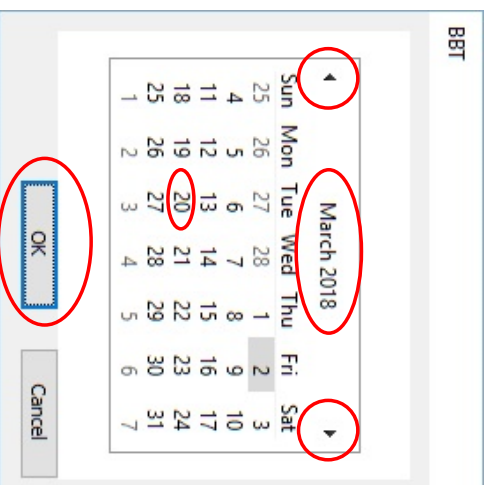 BBT
March 2018
Sun Mon Tue Wed Thu Fri Sat
25 26 27 28 1 2 3
4 5 6 7 8 9 10
11 12 13 14 15 16 17
18 19 20 21 22 23 24
25 26 27 28 29 30 31
1 2 3 4 5 6 7
OK Cancel